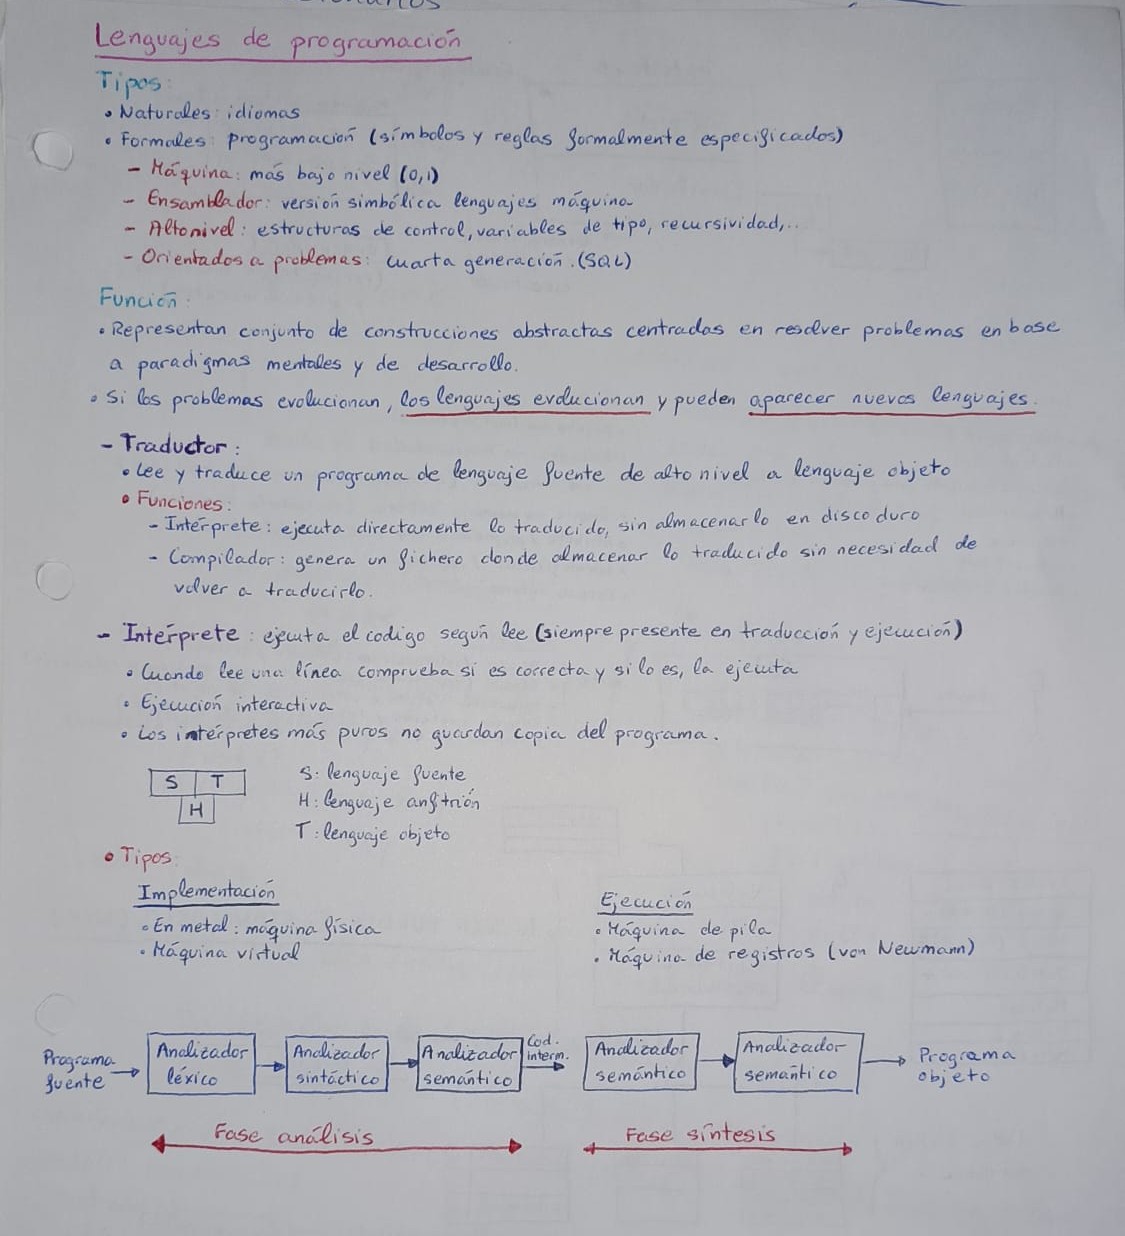 Lenguajes de programación
Tipos:
• Naturales: idiomas
• Formales: programación (símbolos y reglas formalmente especificados)
- Máquina: más bajo nivel (0,1)
- Ensamblador: versión simbólica lenguajes máquina
- Alto nivel: estructuras de control, variables de tipo, recursividad,...
- Orientados a problemas: cuarta generación. (SQL)
Función:
• Representan conjunto de construcciones abstractas centradas en resolver problemas en base
a paradigmas mentales y de desarrollo.
• Si los problemas evolucionan, los lenguajes evolucionan y pueden aparecer nuevos lenguajes.
- Traductor:
• Lee y traduce un programa de lenguaje fuente de alto nivel a lenguaje objeto
• Funciones:
- Intérprete: ejecuta directamente lo traducido, sin almacenarlo en disco duro
- Compilador: genera un fichero donde almacenar lo traducido sin necesidad de
volver a traducirlo.
- Intérprete: ejecuta el codigo según lee (siempre presente en traducción y ejecución)
• Cuando lee una línea comprueba si es correcta y si lo es, la ejecuta
• Ejecución interactiva
• Los intérpretes más puros no guardan copia del programa.
S T
H
S: lenguaje fuente
H: lenguaje anfitrión
T: lenguaje objeto
• Tipos:
Implementación
• En metal: máquina física
• Máquina virtual
Ejecución
• Máquina de pila
• Máquina de registros (von Newmann)
Programa
fuente
Analizador
léxico
Analizador
sintáctico
Analizador
semántico
Cod.
interm.
Analizador
semántico
Analizador
semántico
Programa
objeto
Fase análisis
Fase síntesis